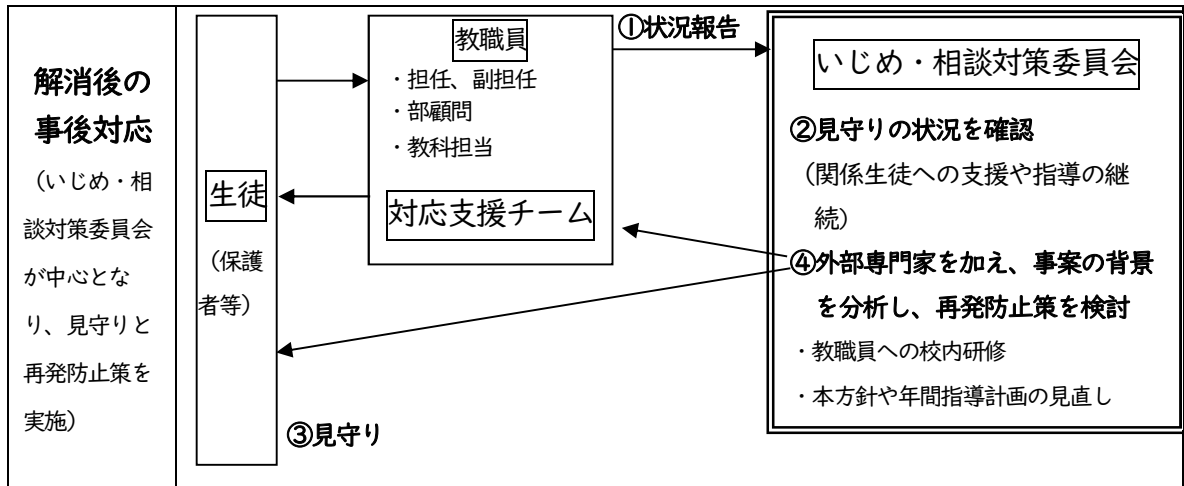 解消後の
事後対応
（いじめ・相
談対策委員会
が中心とな
り、見守りと
再発防止策を
実施）
生徒
（保護
者等）
教職員
・担任、副担任
・部顧問
・教科担当
対応支援チーム
①状況報告
③見守り
いじめ・相談対策委員会
②見守りの状況を確認
（関係生徒への支援や指導の継
続）
④外部専門家を加え、事案の背景
を分析し、再発防止策を検討
・教職員への校内研修
・本方針や年間指導計画の見直し